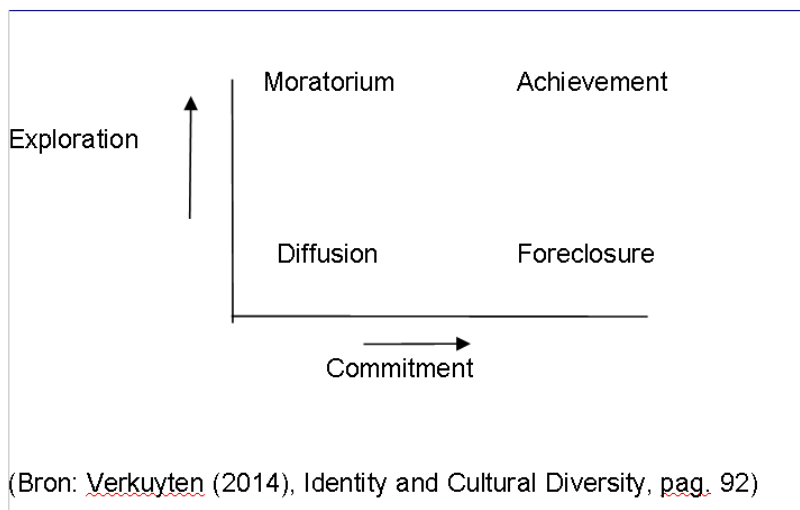 Moratorium Achievement
Exploration
Diffusion Foreclosure
Commitment
(Bron: Verkuyten (2014), Identity and Cultural Diversity, pag. 92)